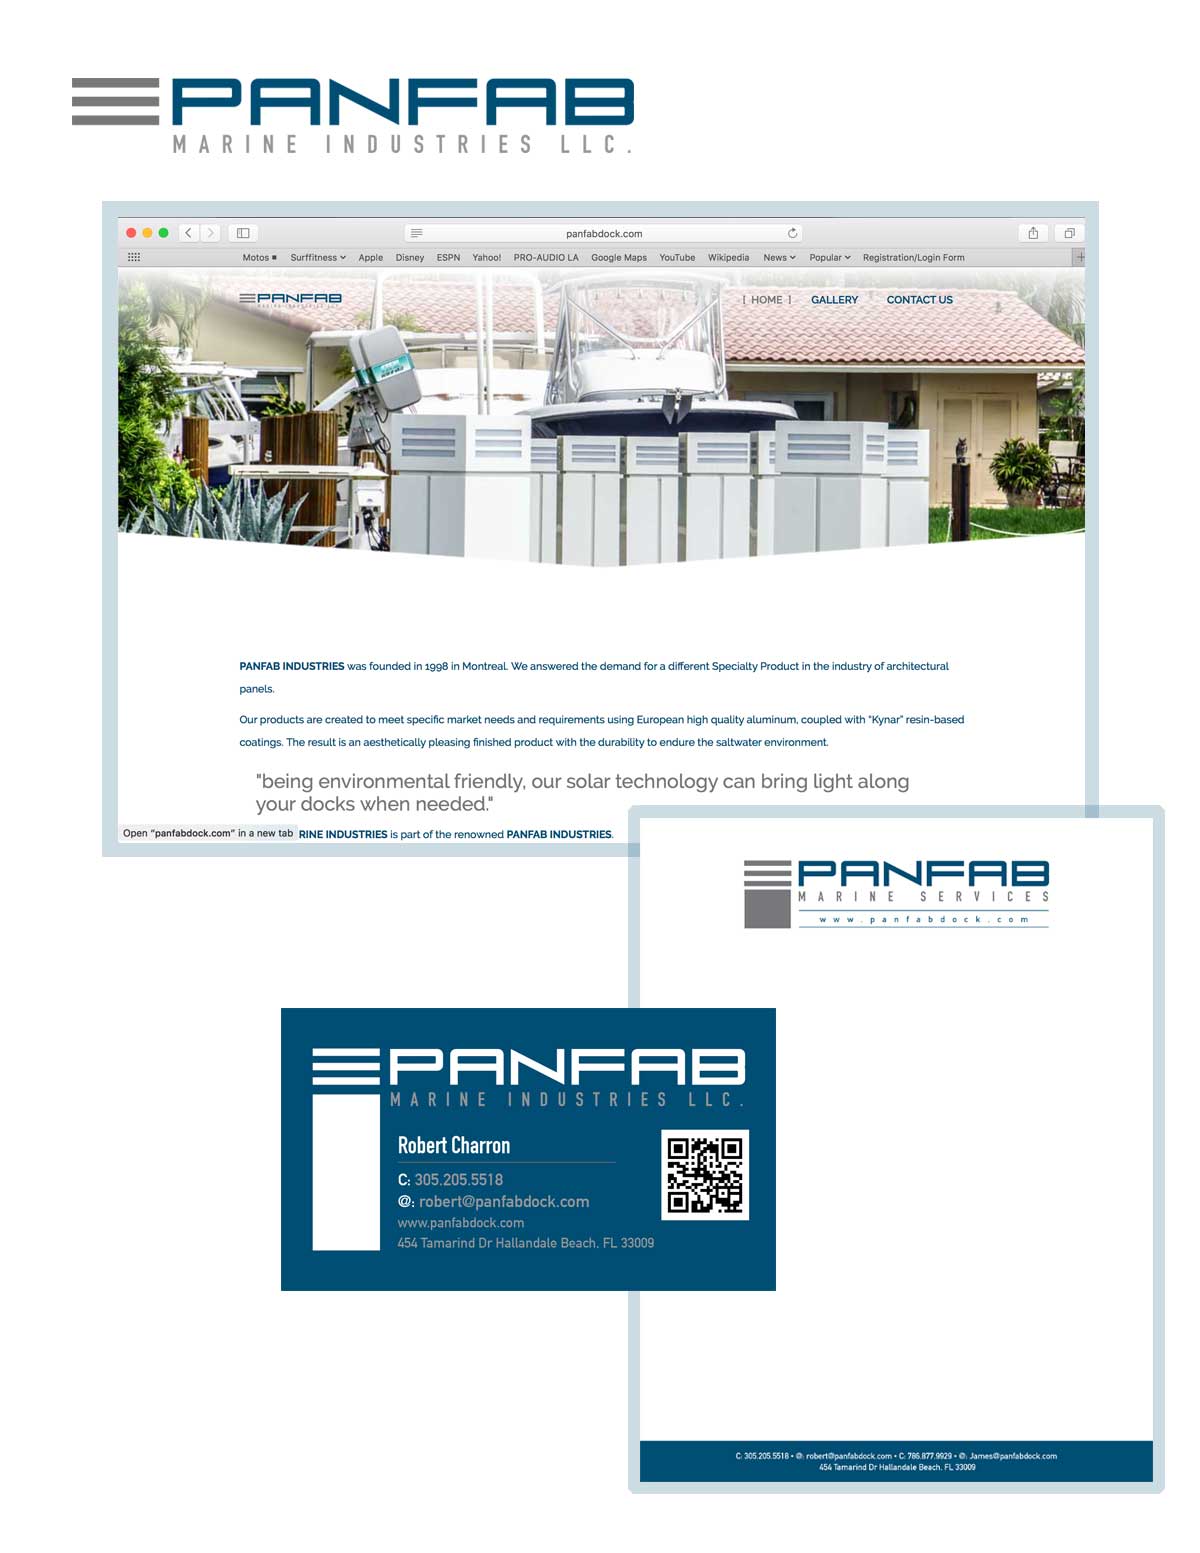 PANFAB
MARINE INDUSTRIES LLC.
panfabdock.com
Motos Surffitness Apple Disney ESPN Yahoo! PRO-AUDIO LA Google Maps YouTube Wikipedia News Popular Registration/Login Form
PANFAB
[ HOME ] GALLERY CONTACT US
PANFAB INDUSTRIES was founded in 1998 in Montreal. We answered the demand for a different Specialty Product in the industry of architectural
panels.
Our products are created to meet specific market needs and requirements using European high quality aluminum, coupled with "Kynar" resin-based
coatings. The result is an aesthetically pleasing finished product with the durability to endure the saltwater environment.
"being environmental friendly, our solar technology can bring light along
your docks when needed."
Open "panfabdock.com" in a new tab RINE INDUSTRIES is part of the renowned PANFAB INDUSTRIES.
PANFAB
MARINE SERVICES
www.panfabdock.com
PANFAB
MARINE INDUSTRIES LLC.
Robert Charron
C: 305.205.5518
@: robert@panfabdock.com
www.panfabdock.com
454 Tamarind Dr Hallandale Beach, FL 33009
C: 305.205.5518 • @: robert@panfabdock.com • C: 786.877.9929 • @: James@panfabdock.com
454 Tamarind Dr Hallandale Beach, FL 33009